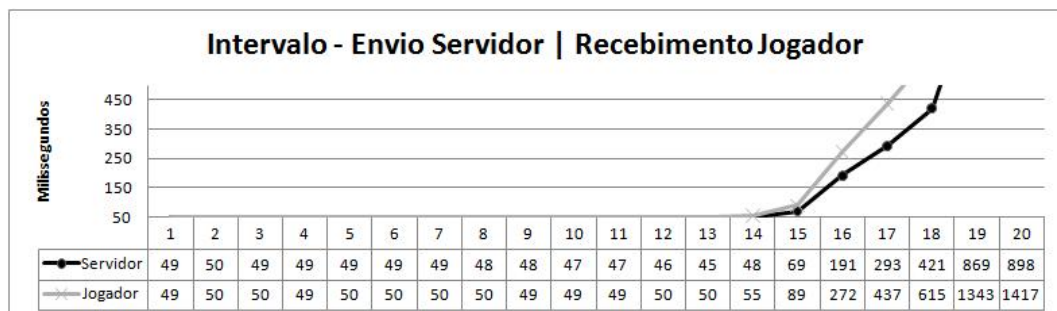 Intervalo - Envio Servidor | Recebimento Jogador
Milissegundos
450
350
250
150
50
1 2 3 4 5 6 7 8 9 10 11 12 13 14 15 16 17 18 19 20
Servidor 49 50 49 49 49 49 49 48 48 47 47 46 45 48 69 191 293 421 869 898
Jogador 49 50 50 49 50 50 50 50 49 49 49 50 50 55 89 272 437 615 1343 1417